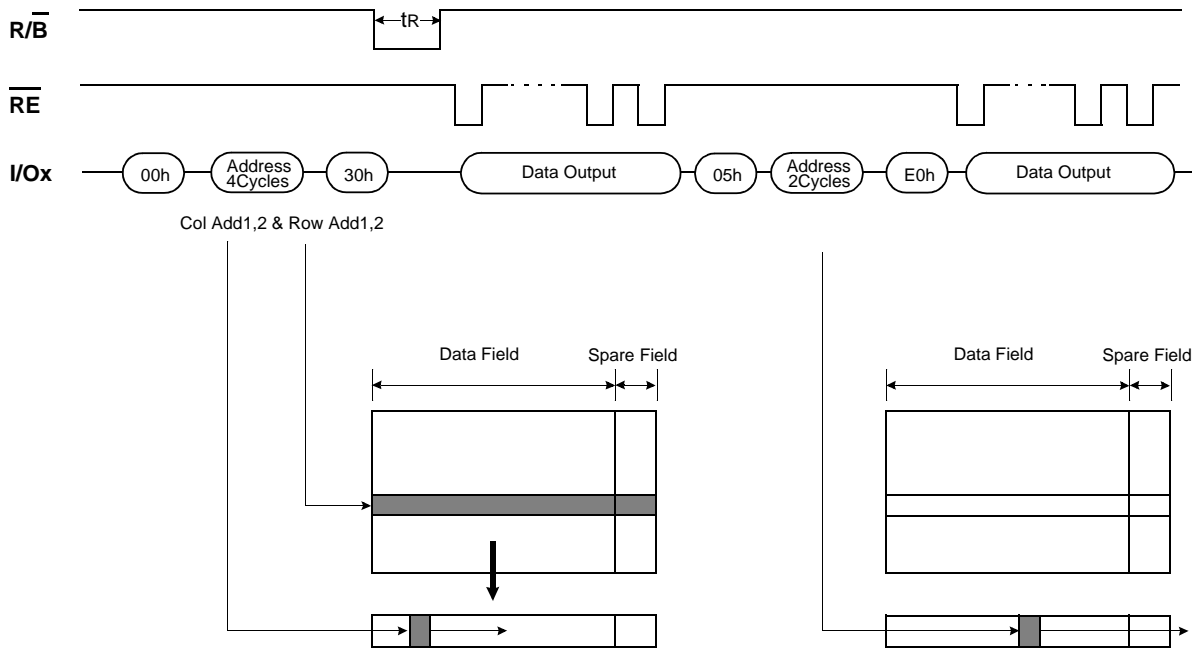 R/B
tR
RE
I/Ox
00h
Address
4Cycles
30h
Data Output
05h
Address
2Cycles
E0h
Data Output
Col Add1,2 & Row Add1,2
Data Field
Spare Field
Data Field
Spare Field